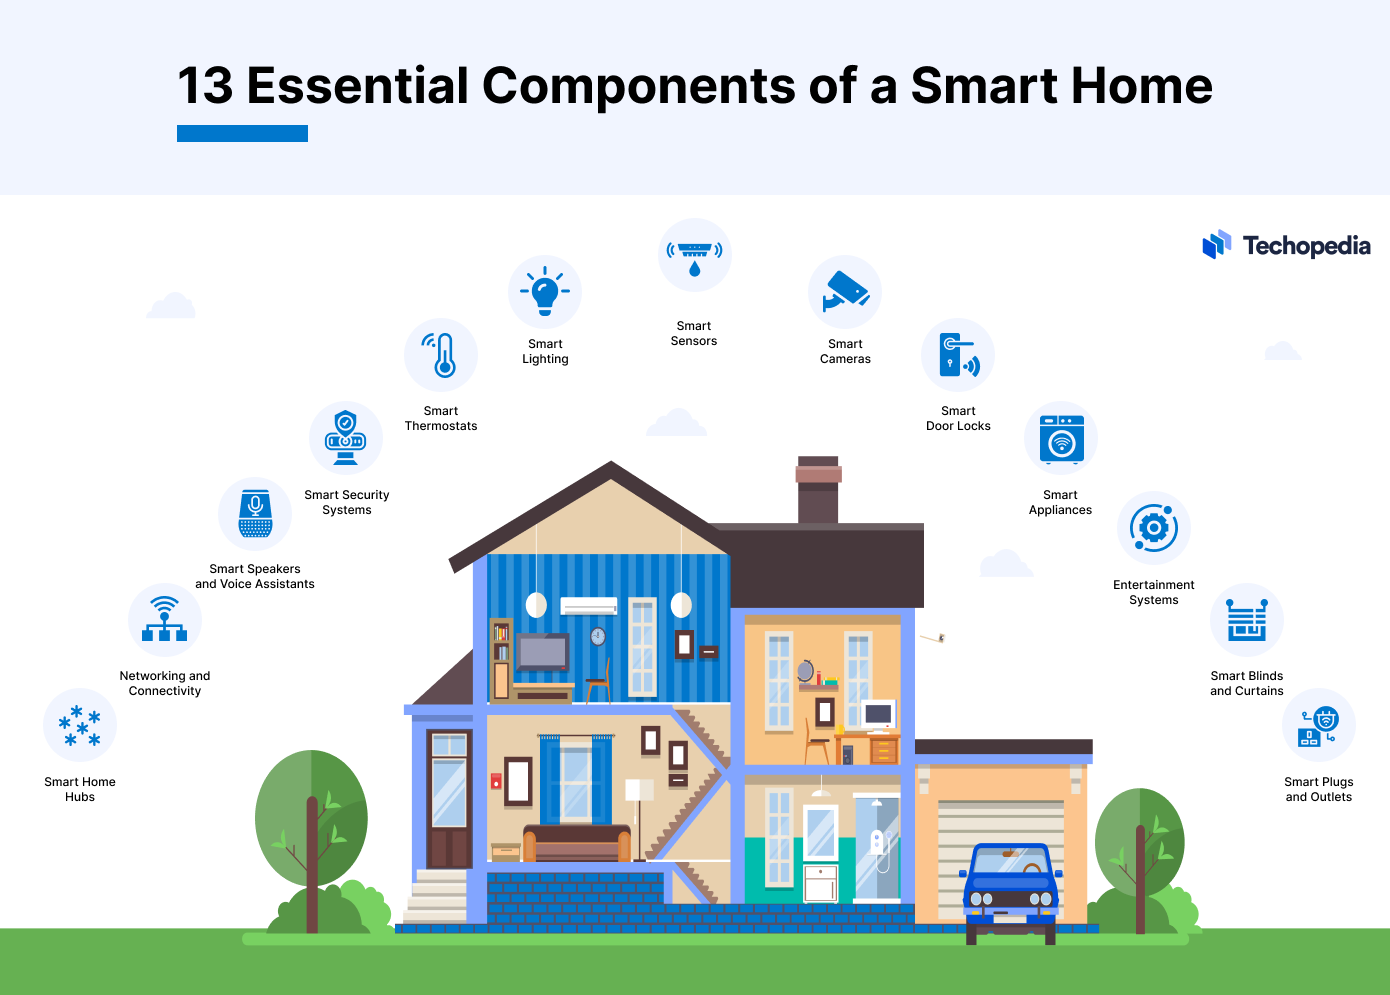 13 Essential Components of a Smart Home
Techopedia
Smart Home
Hubs
Networking and
Connectivity
Smart Speakers
and Voice Assistants
Smart Security
Systems
Smart
Thermostats
Smart
Lighting
Smart
Sensors
Smart
Cameras
Smart
Door Locks
Smart
Appliances
Entertainment
Systems
Smart Blinds
and Curtains
Smart Plugs
and Outlets